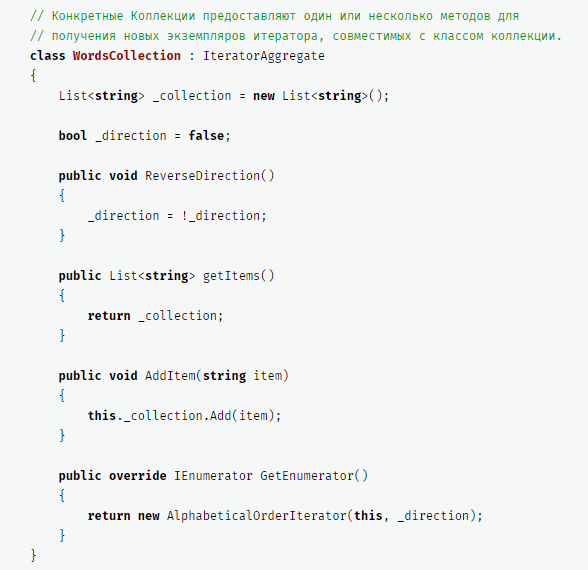 // Конкретные Коллекции предоставляют один или несколько методов для
// получения новых экземпляров итератора, совместимых с классом коллекции.
class WordsCollection : IteratorAggregate
{
    List<string> _collection = new List<string>();

    bool _direction = false;

    public void ReverseDirection()
    {
        _direction = !_direction;
    }

    public List<string> getItems()
    {
        return _collection;
    }

    public void AddItem(string item)
    {
        this._collection.Add(item);
    }

    public override IEnumerator GetEnumerator()
    {
        return new AlphabeticalOrderIterator(this, _direction);
    }
}